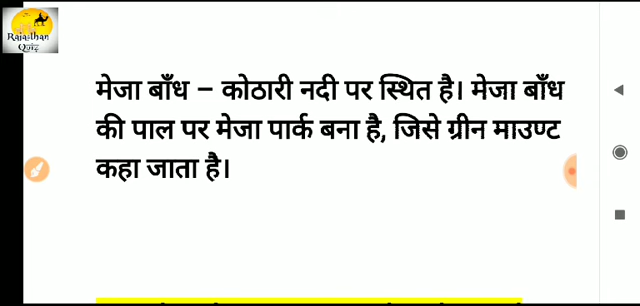 Rajasthan
Quiz
मेजा बाँध – कोठारी नदी पर स्थित है। मेजा बाँध
की पाल पर मेजा पार्क बना है, जिसे ग्रीन माउण्ट
कहा जाता है।